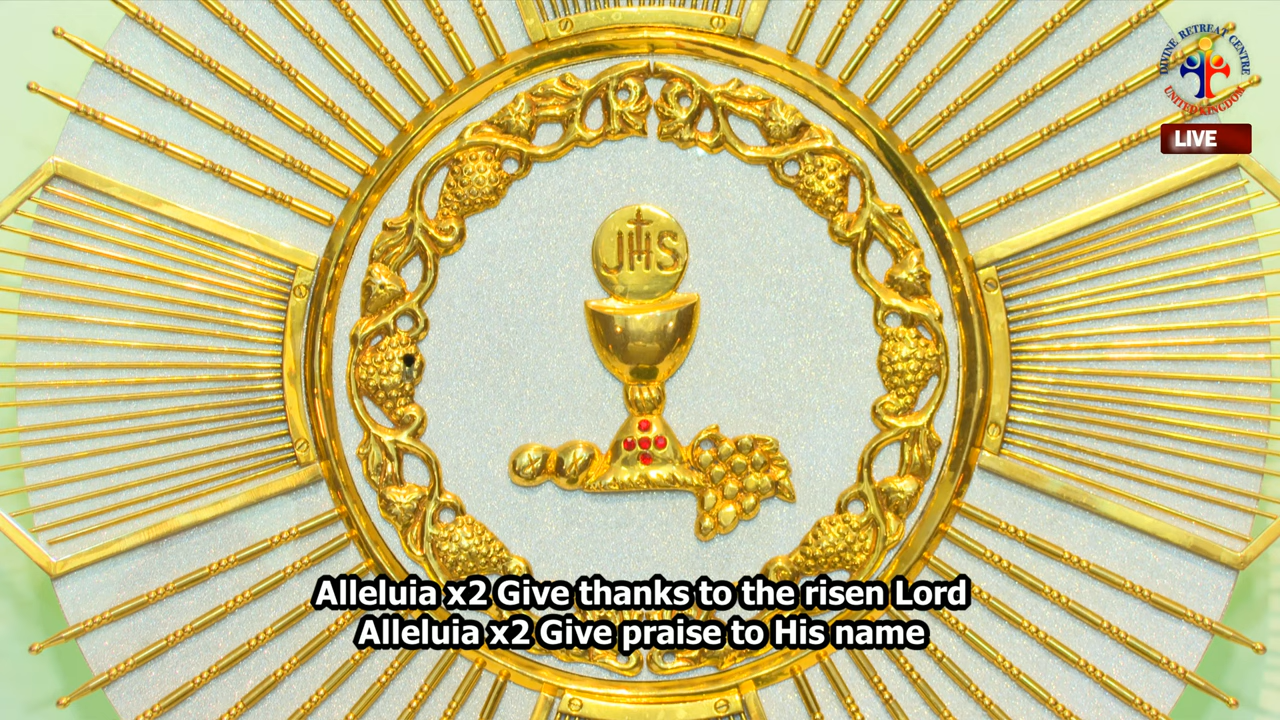 DIVINE RETREAT CENTRE
UNITED KINGDOM
LIVE
JHS
Alleluia x2 Give thanks to the risen Lord
Alleluia x2 Give praise to His name